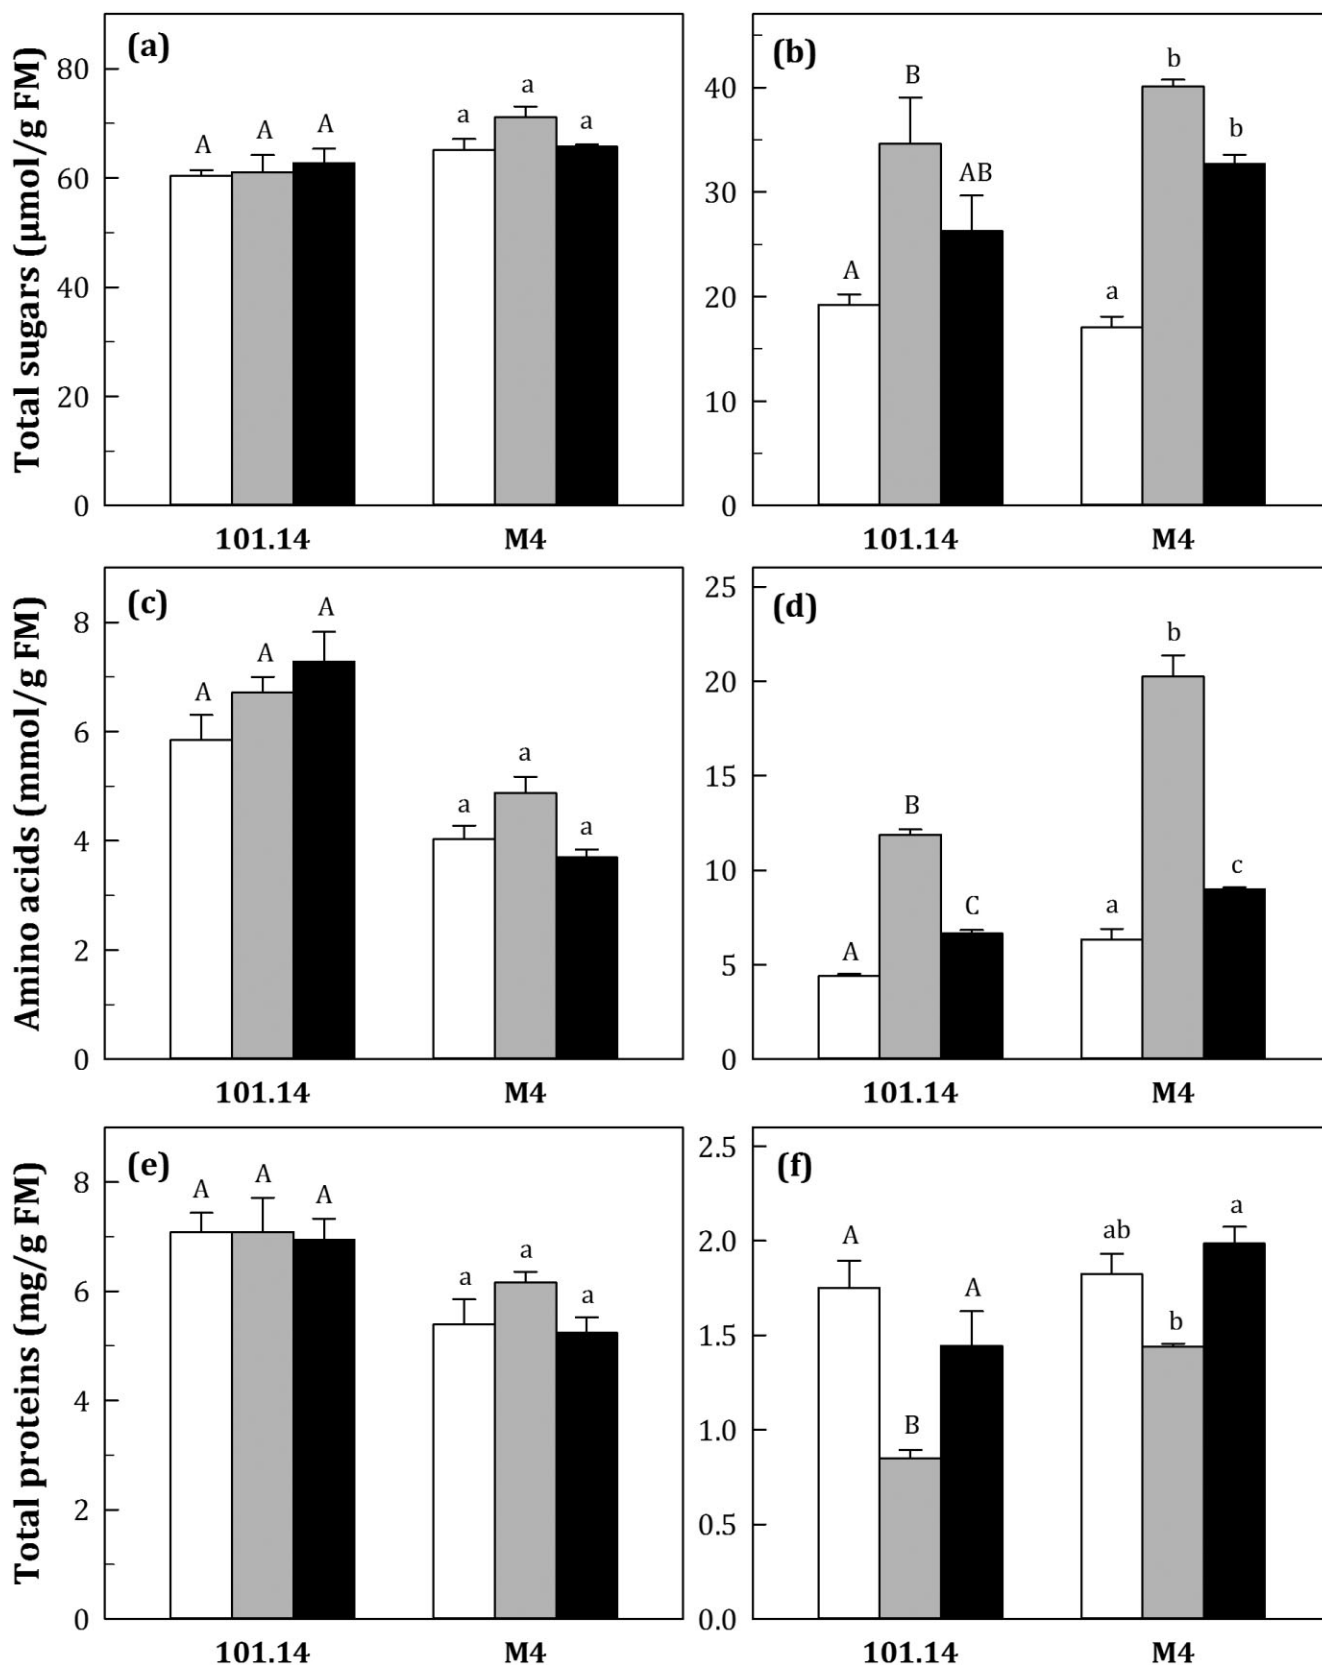 (a)
Total sugars (µmol/g FM)
80
60
40
20
0
A
A
A
a
a
a
101.14
M4
(b)
40
30
20
10
0
A
B
AB
a
b
b
101.14
M4
(c)
Amino acids (mmol/g FM)
8
6
4
2
0
A
A
A
a
a
a
101.14
M4
(d)
25
20
15
10
5
0
A
B
C
a
b
c
101.14
M4
(e)
Total proteins (mg/g FM)
8
6
4
2
0
A
A
A
a
a
a
101.14
M4
(f)
2.5
2.0
1.5
1.0
0.5
0.0
A
B
A
ab
b
a
101.14
M4